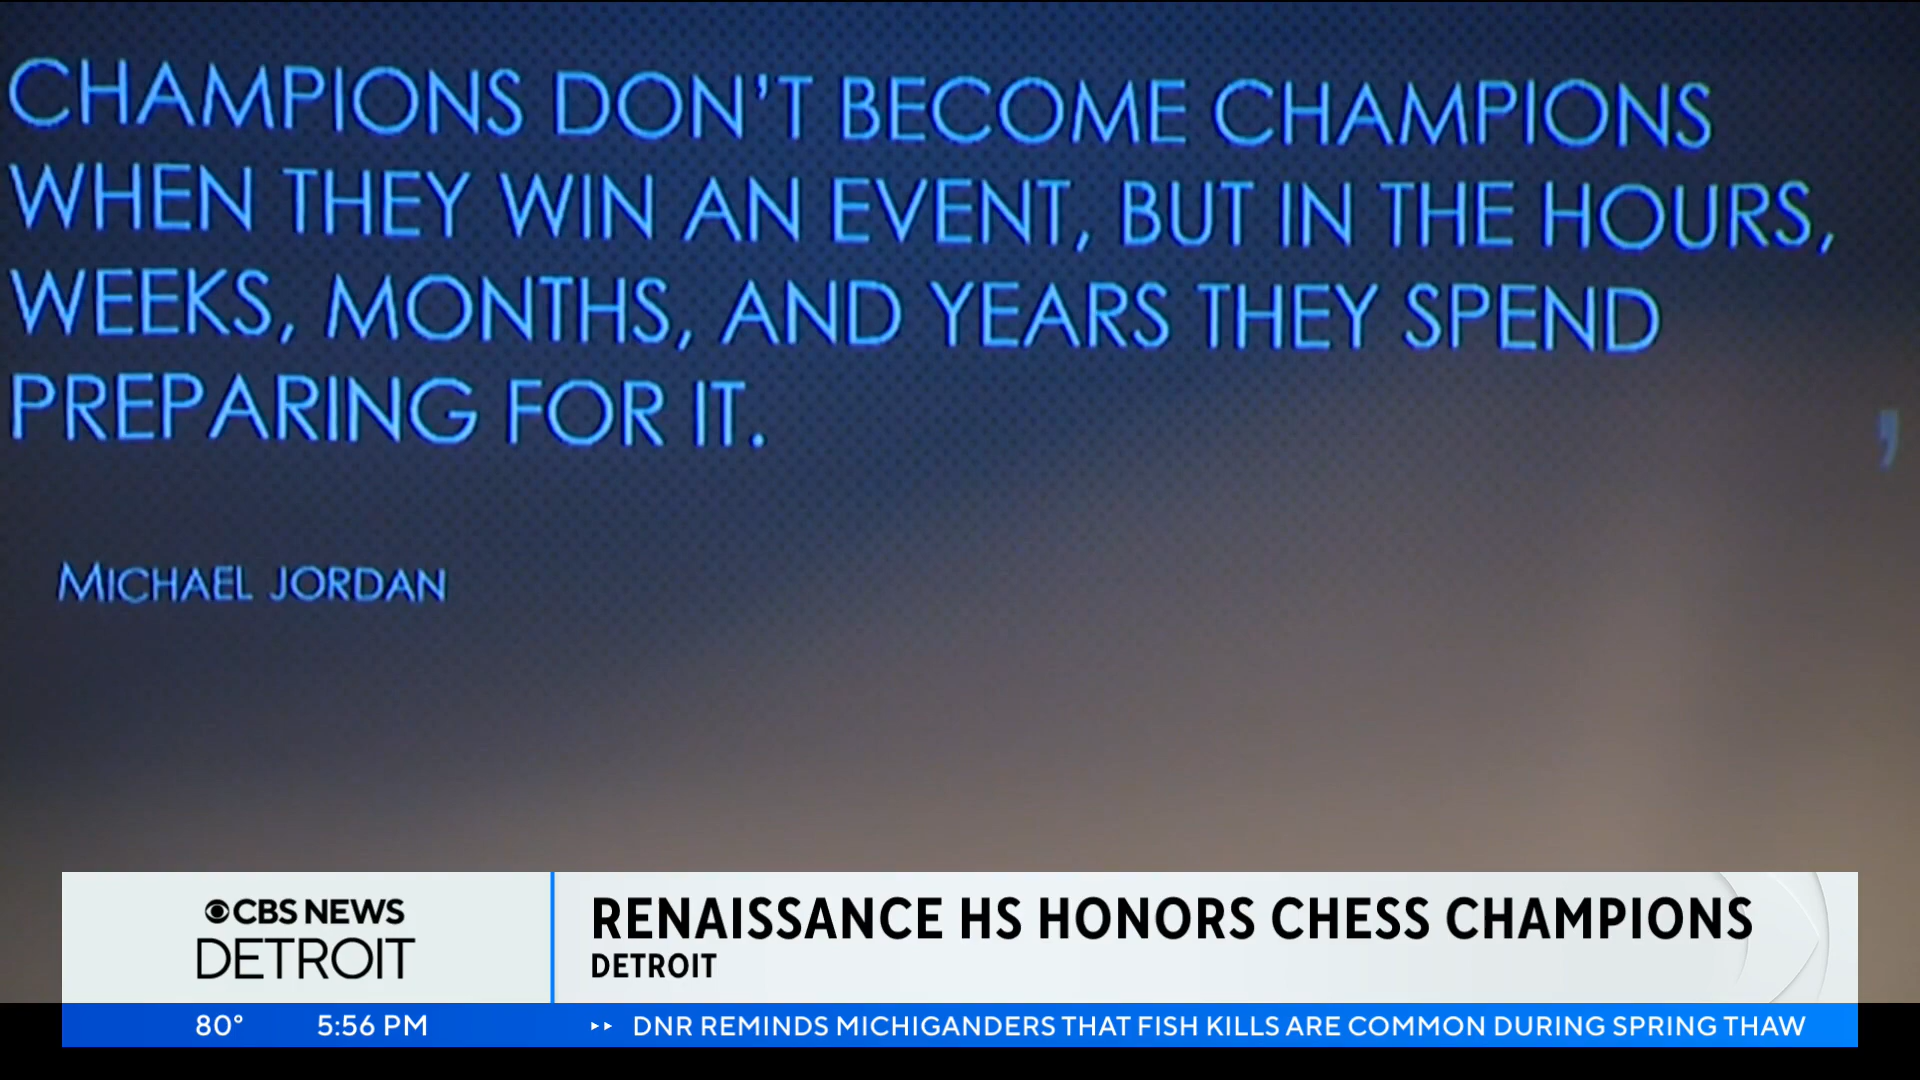 CHAMPIONS DON'T BECOME CHAMPIONS
WHEN THEY WIN AN EVENT, BUT IN THE HOURS,
WEEKS, MONTHS, AND YEARS THEY SPEND
PREPARING FOR IT.
,
MICHAEL JORDAN
CBS NEWS
DETROIT
RENAISSANCE HS HONORS CHESS CHAMPIONS
DETROIT
80° 5:56 PM DNR REMINDS MICHIGANDERS THAT FISH KILLS ARE COMMON DURING SPRING THAW